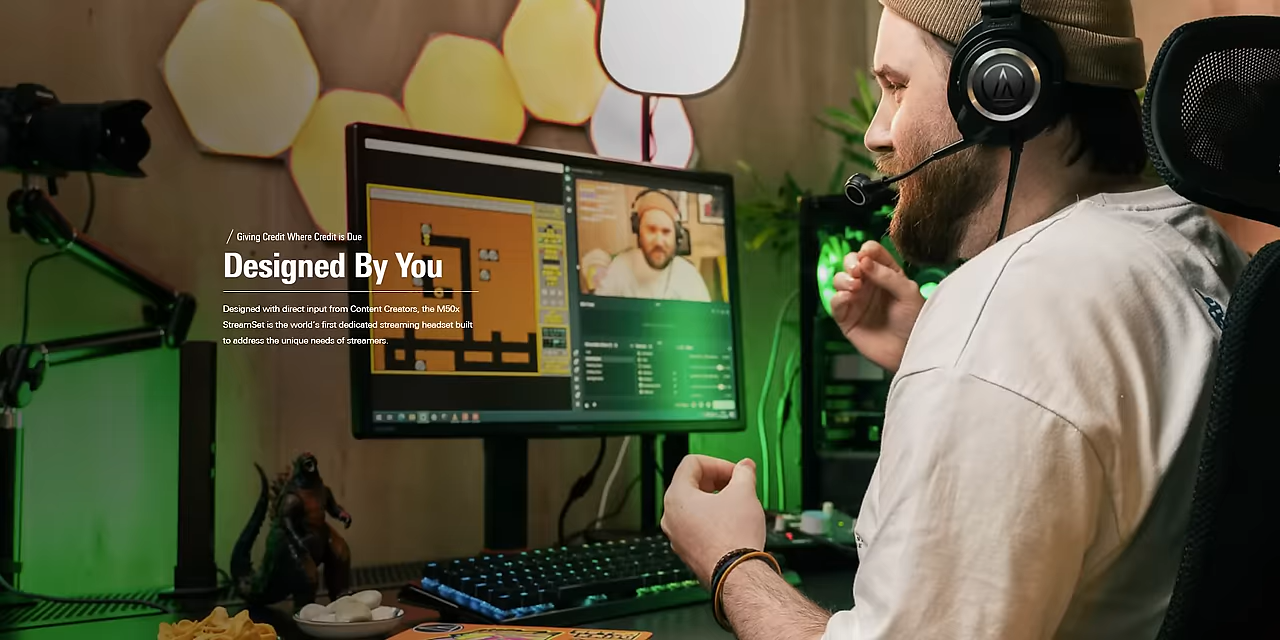 Giving Credit Where Credit is Due
Designed By You
Designed with direct input from Content Creators, the M50x
StreamSet is the world's first dedicated streaming headset built
to address the unique needs of streamers.